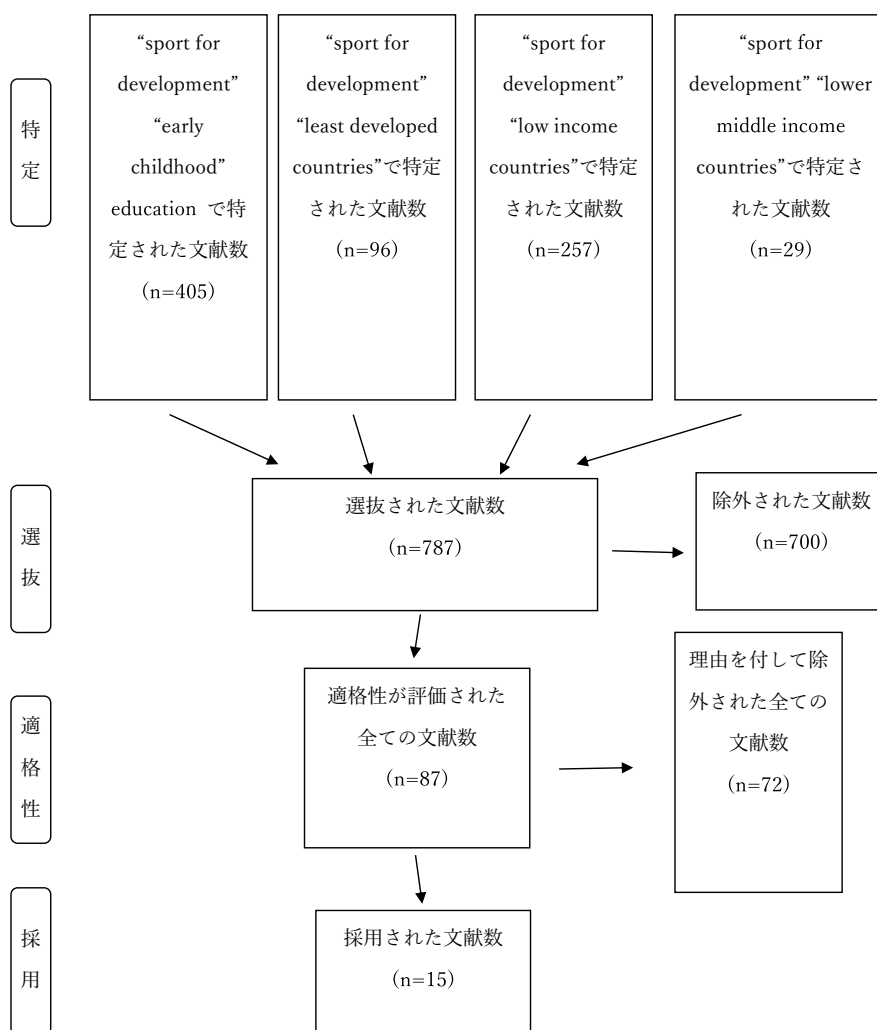 特
定
“sport for
development”
“early
childhood”
education で特
定された文献数
(n=405)
“sport for
development”
“least developed
countries”で特定
された文献数
(n=96)
“sport for
development”
“low income
countries”で特定
された文献数
(n=257)
“sport for
development” “lower
middle income
countries”で特定さ
れた文献数
(n=29)
選
抜
選抜された文献数
(n=787)
除外された文献数
(n=700)
適
格
性
適格性が評価された
全ての文献数
(n=87)
理由を付して除
外された全ての
文献数
(n=72)
採
用
採用された文献数
(n=15)